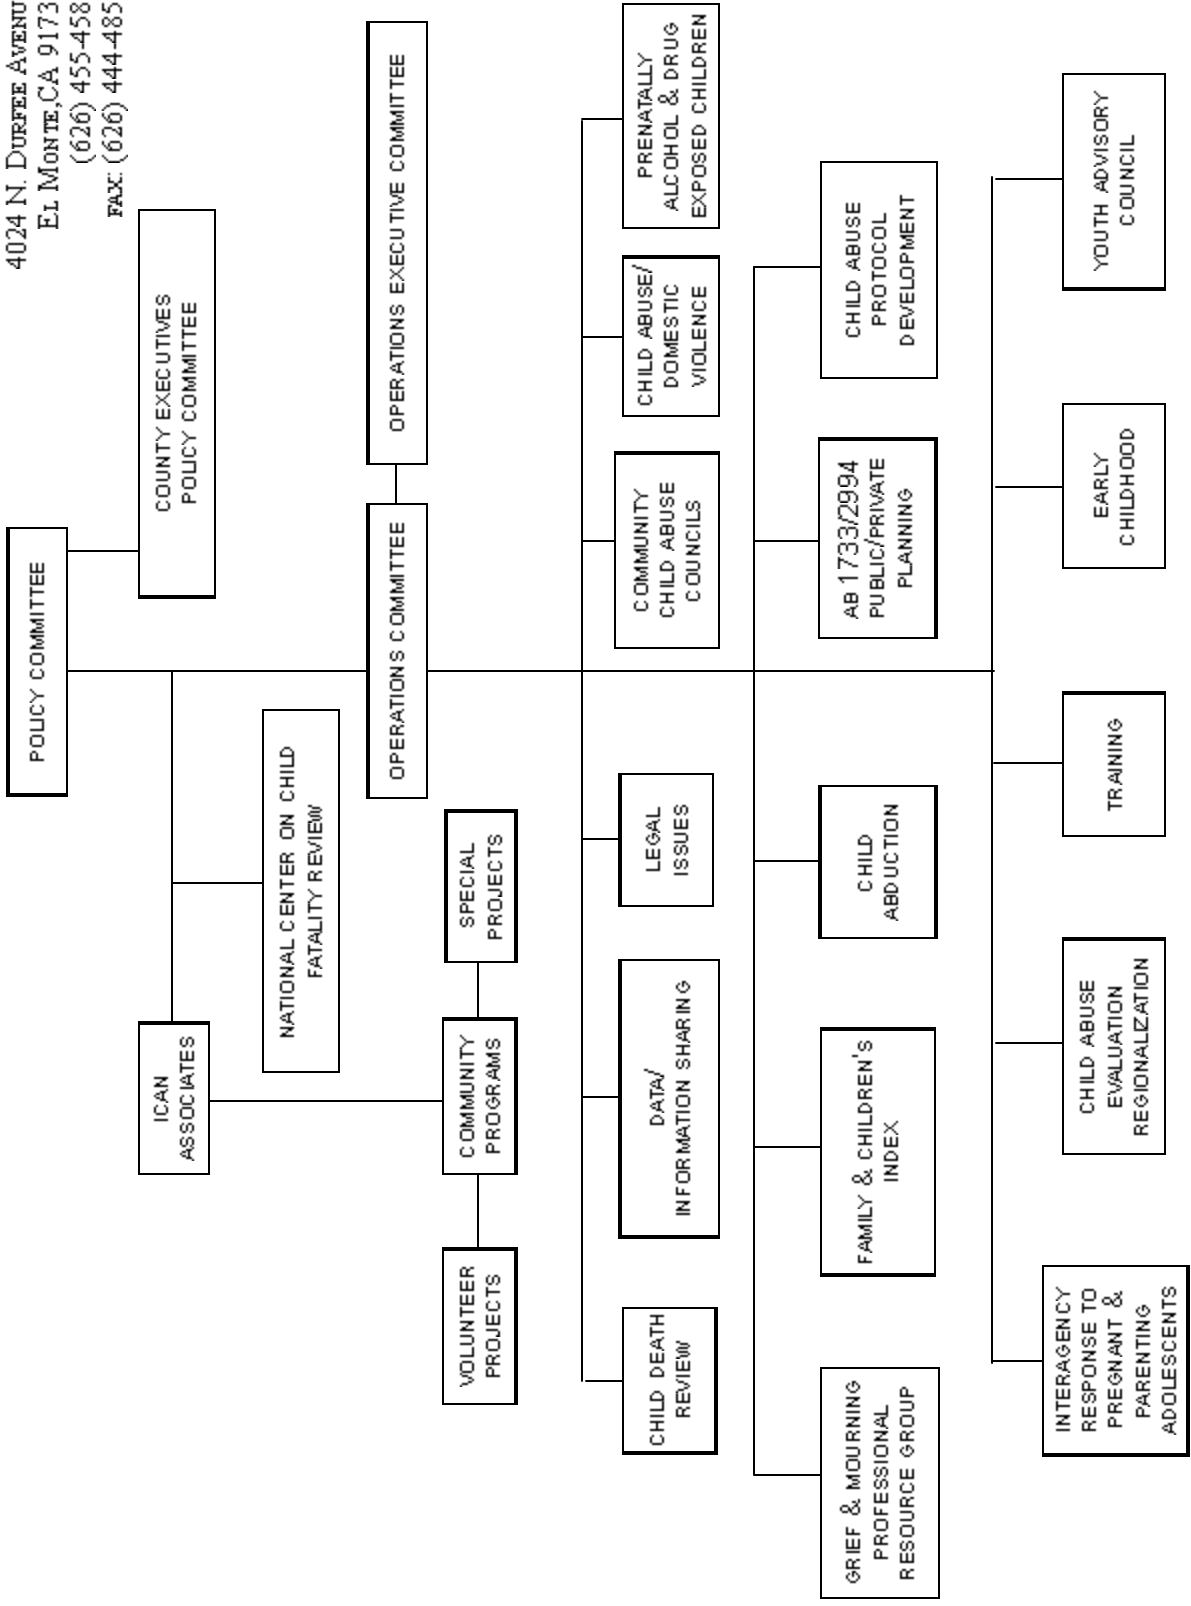 4024 N. DURFEE AVENU
EL MONTE,CA 9173
(626) 455-458
FAX: (626) 444-485
POLICY COMMITTEE
COUNTY EXECUTIVES
POLICY COMMITTEE
ICAN
ASSOCIATES
NATIONAL CENTER ON CHILD
FATALITY REVIEW
OPERATIONS COMMITTEE
OPERATIONS EXECUTIVE COMMITTEE
VOLUNTEER
PROJECTS
COMMUNITY
PROGRAMS
SPECIAL
PROJECTS
CHILD DEATH
REVIEW
DATA/
INFORMATION SHARING
LEGAL
ISSUES
COMMUNITY
CHILD ABUSE
COUNCILS
CHILD ABUSE/
DOMESTIC
VIOLENCE
PRENATALLY
ALCOHOL & DRUG
EXPOSED CHILDREN
GRIEF & MOURNING
PROFESSIONAL
RESOURCE GROUP
FAMILY & CHILDREN'S
INDEX
CHILD
ABDUCTION
AB 1733/2994
PUBLIC/PRIVATE
PLANNING
CHILD ABUSE
PROTOCOL
DEVELOPMENT
INTERAGENCY
RESPONSE TO
PREGNANT &
PARENTING
ADOLESCENTS
CHILD ABUSE
EVALUATION
REGIONALIZATION
TRAINING
EARLY
CHILDHOOD
YOUTH ADVISORY
COUNCIL